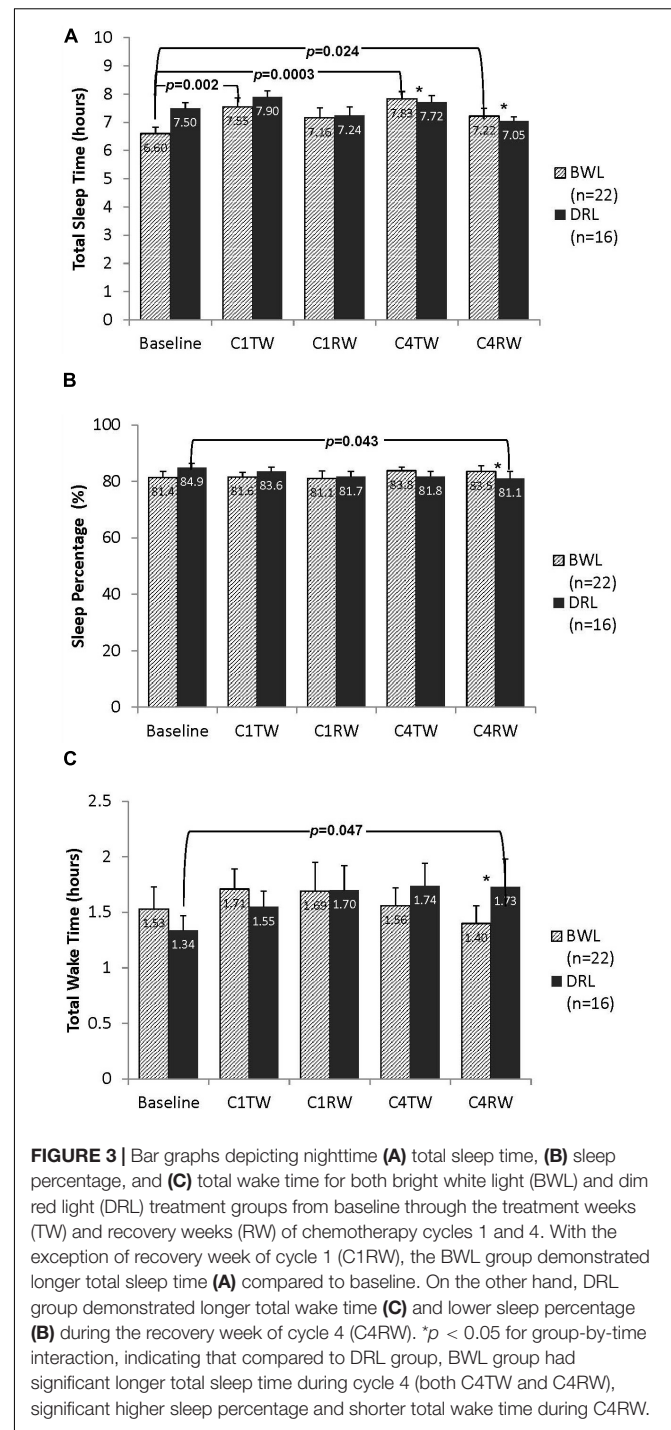 A
Total Sleep Time (hours)
10
9
8
7
6
5
4
3
2
1
0
p=0.024
p=0.0003
p=0.002
*
*
6.60
7.50
7.55
7.90
7.16
7.24
7.83
7.72
7.22
7.05
Baseline C1TW C1RW C4TW C4RW
BWL
(n=22)
DRL
(n=16)
B
Sleep Percentage (%)
100
80
60
40
20
0
p=0.043
*
81.4
84.9
81.6
83.6
81.1
81.7
83.8
81.8
83.5
81.1
Baseline C1TW C1RW C4TW C4RW
BWL
(n=22)
DRL
(n=16)
C
Total Wake Time (hours)
2.5
2
1.5
1
0.5
0
p=0.047
*
1.53
1.34
1.71
1.55
1.69
1.70
1.56
1.74
1.40
1.73
Baseline C1TW C1RW C4TW C4RW
BWL
(n=22)
DRL
(n=16)
FIGURE 3 | Bar graphs depicting nighttime (A) total sleep time, (B) sleep
percentage, and (C) total wake time for both bright white light (BWL) and dim
red light (DRL) treatment groups from baseline through the treatment weeks
(TW) and recovery weeks (RW) of chemotherapy cycles 1 and 4. With the
exception of recovery week of cycle 1 (C1RW), the BWL group demonstrated
longer total sleep time (A) compared to baseline. On the other hand, DRL
group demonstrated longer total wake time (C) and lower sleep percentage
(B) during the recovery week of cycle 4 (C4RW). *p < 0.05 for group-by-time
interaction, indicating that compared to DRL group, BWL group had
significant longer total sleep time during cycle 4 (both C4TW and C4RW),
significant higher sleep percentage and shorter total wake time during C4RW.